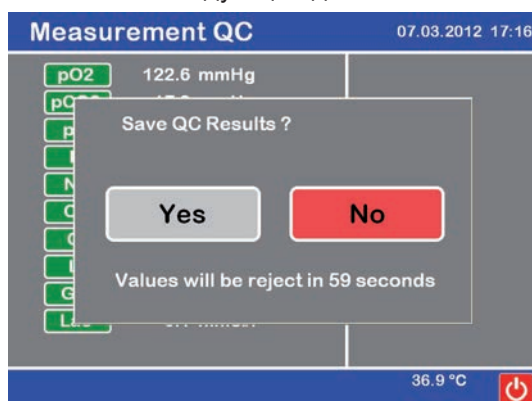 Measurement QC 07.03.2012 17:16
pO2 122.6 mmHg
Save QC Results ?
Yes No
Values will be reject in 59 seconds
Lac
36.9 °C